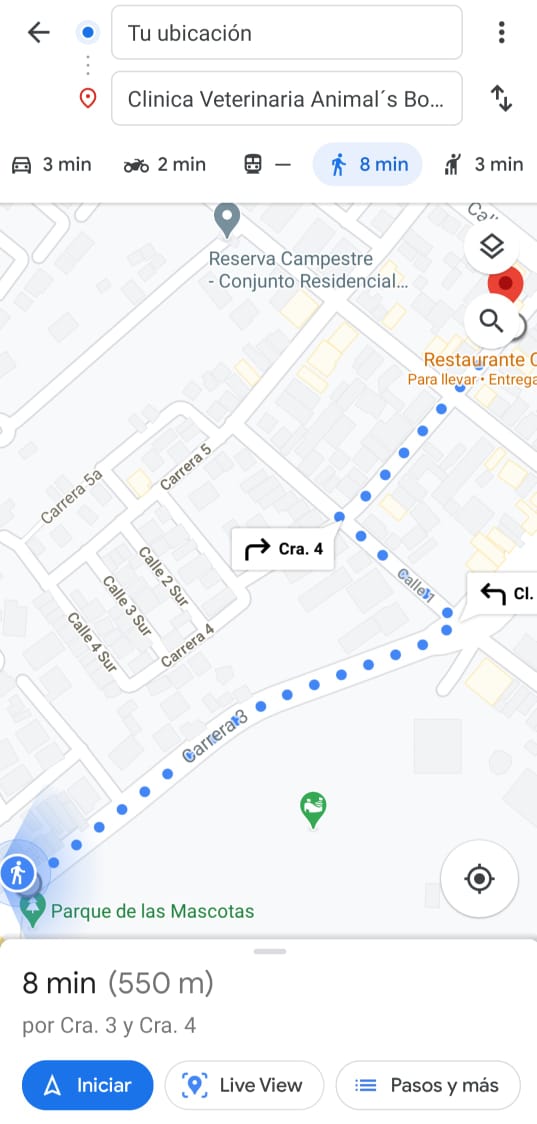 Tu ubicación
Clinica Veterinaria Animal´s Bo...
3 min
2 min
—
8 min
3 min
Ca
Reserva Campestre
- Conjunto Residencial...
Restaurante C
Para llevar • Entrega
Carrera 5
Carrera 5a
Cra. 4
Calle 2 Sur
Calle 1
Cl.
Calle 3 Sur
Calle 4 Sur
Carrera 4
Carrera 3
Parque de las Mascotas
8 min (550 m)
por Cra. 3 y Cra. 4
Iniciar
Live View
Pasos y más